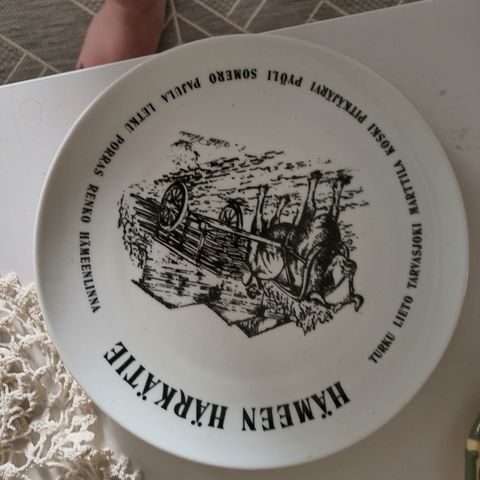 TURKU LIETO TARVASJOKI MARTTILA KOSKI PITKÄJÄRVI PYÖLI SOMERO PAJULA LETKU PORRAS RENKO HÄMEENLINNA
HÄMEEN HÄRKÄTIE